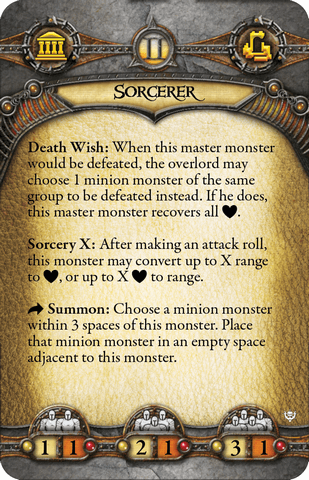 II
SORCERER
Death Wish: When this master monster
would be defeated, the overlord may
choose 1 minion monster of the same
group to be defeated instead. If he does,
this master monster recovers all ♥.
Sorcery X: After making an attack roll,
this monster may convert up to X range
to ♥, or up to X ♥ to range.
Summon: Choose a minion monster
within 3 spaces of this monster. Place
that minion monster in an empty space
adjacent to this monster.
1 1 2 1 3 1